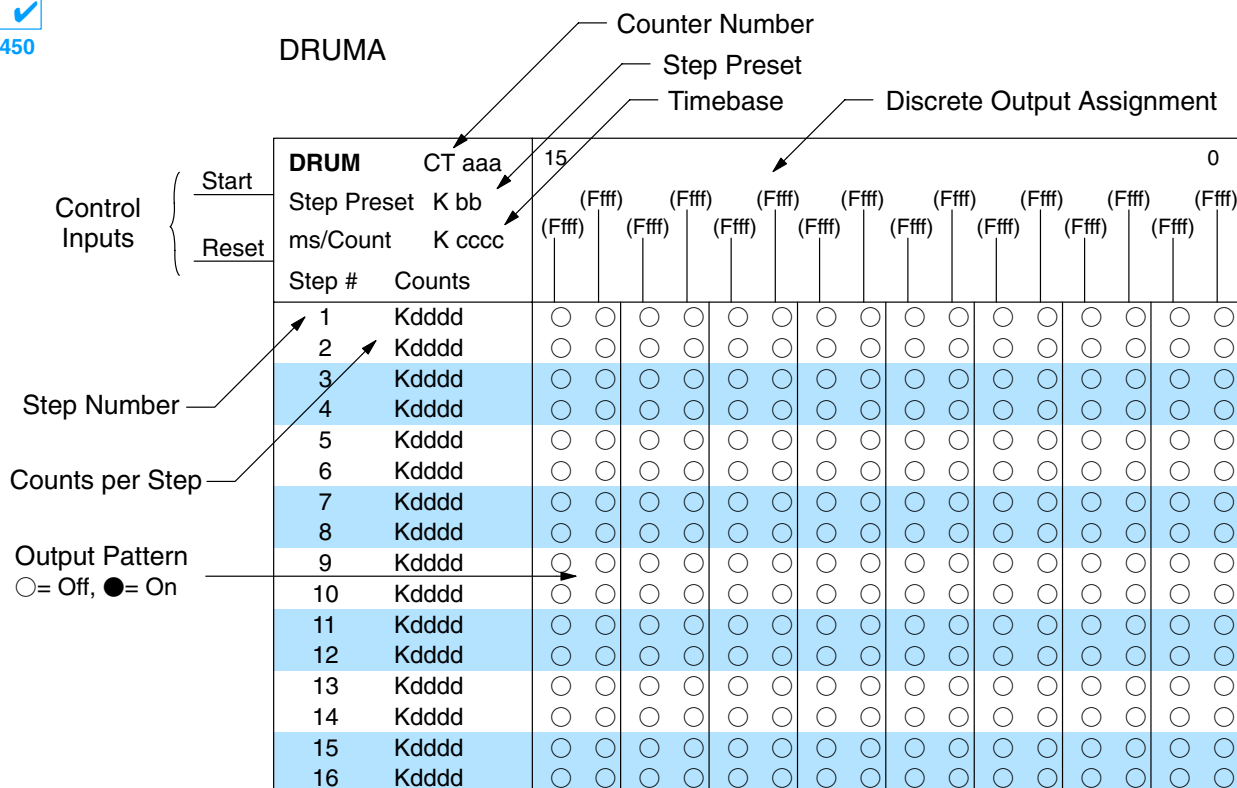 ✔
450
DRUMA
Counter Number
Step Preset
Timebase
Discrete Output Assignment
Control
Inputs
Start
Reset
DRUM CT aaa
Step Preset K bb
ms/Count K cccc
Step # Counts
15 0
(Ffff) (Ffff) (Ffff) (Ffff) (Ffff) (Ffff) (Ffff) (Ffff)
(Ffff) (Ffff) (Ffff) (Ffff) (Ffff) (Ffff) (Ffff) (Ffff)
1 Kdddd
2 Kdddd
3 Kdddd
4 Kdddd
5 Kdddd
6 Kdddd
7 Kdddd
8 Kdddd
9 Kdddd
10 Kdddd
11 Kdddd
12 Kdddd
13 Kdddd
14 Kdddd
15 Kdddd
16 Kdddd
Step Number
Counts per Step
Output Pattern
○= Off, ●= On